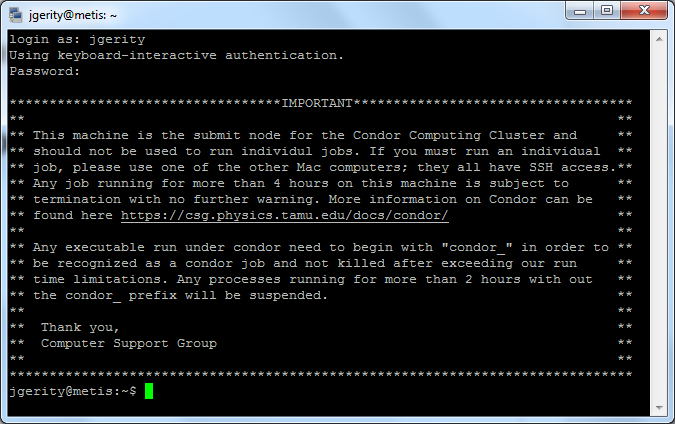 jgerity@metis: ~
login as: jgerity
Using keyboard-interactive authentication.
Password:
**********************************IMPORTANT***********************************
**                                                                          **
** This machine is the submit node for the Condor Computing Cluster and     **
** should not be used to run individul jobs. If you must run an individual  **
** job, please use one of the other Mac computers; they all have SSH access.**
** Any job running for more than 4 hours on this machine is subject to      **
** termination with no further warning. More information on Condor can be   **
** found here https://csg.physics.tamu.edu/docs/condor/                     **
**                                                                          **
** Any executable run under condor need to begin with "condor_" in order to **
** be recognized as a condor job and not killed after exceeding our run     **
** time limitations. Any processes running for more than 2 hours with out   **
** the condor_ prefix will be suspended.                                    **
**                                                                          **
**  Thank you,                                                              **
**  Computer Support Group                                                  **
**                                                                          **
******************************************************************************
jgerity@metis:~$